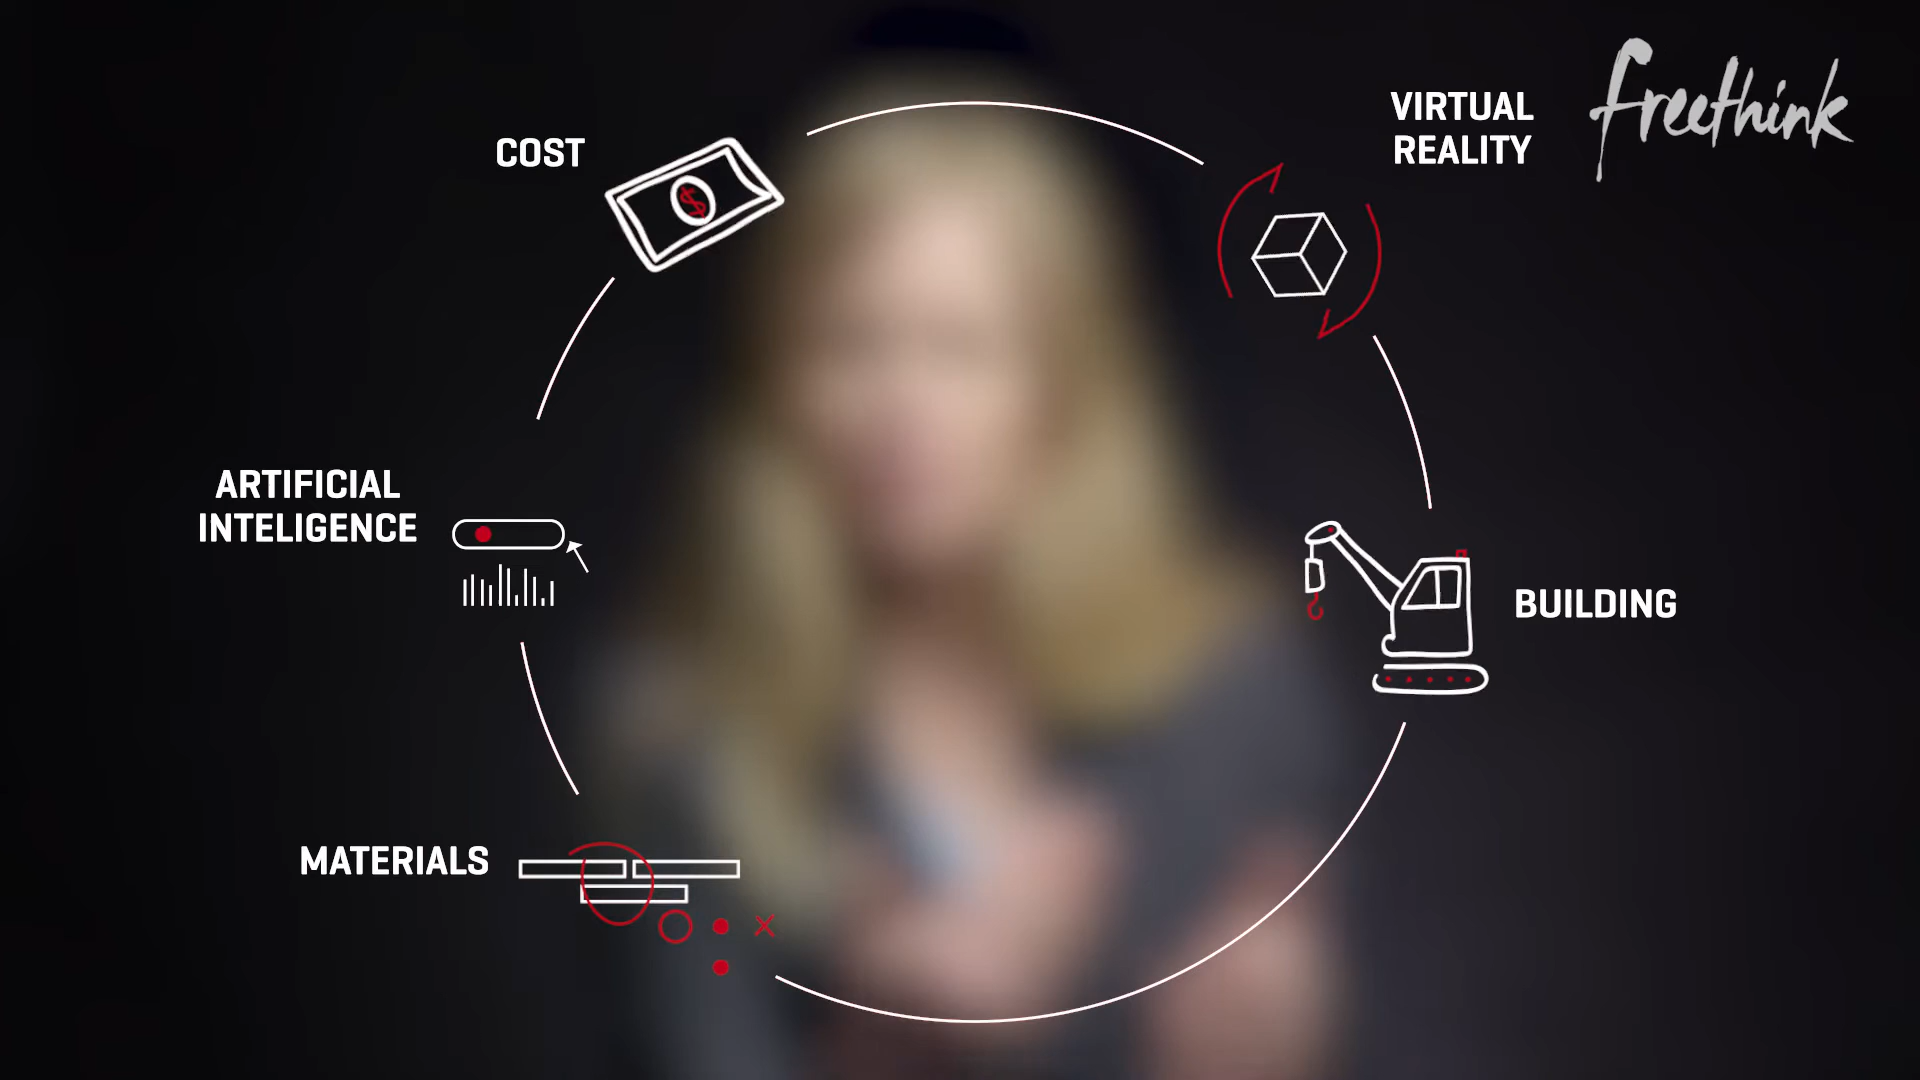 COST
VIRTUAL
REALITY
freethink
ARTIFICIAL
INTELIGENCE
BUILDING
MATERIALS
$